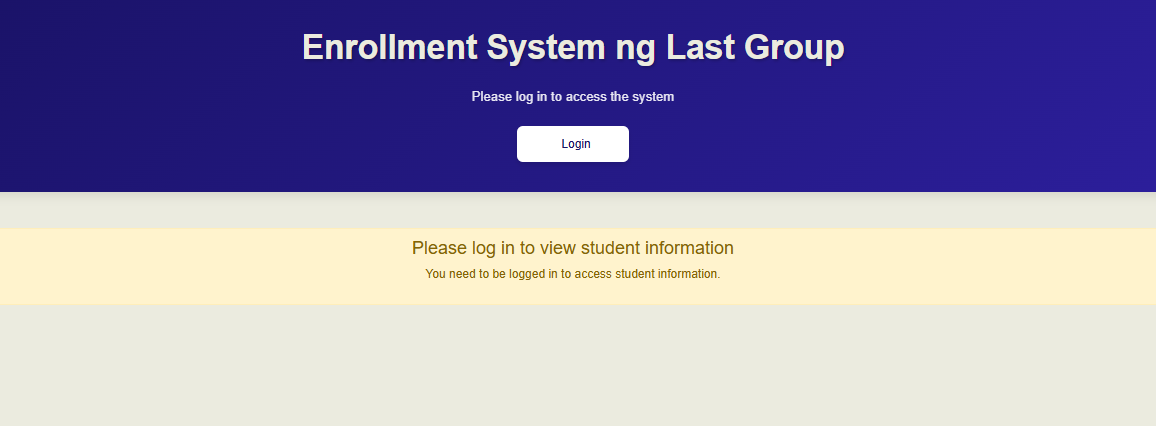 Enrollment System ng Last Group
Please log in to access the system
Login
Please log in to view student information
You need to be logged in to access student information.